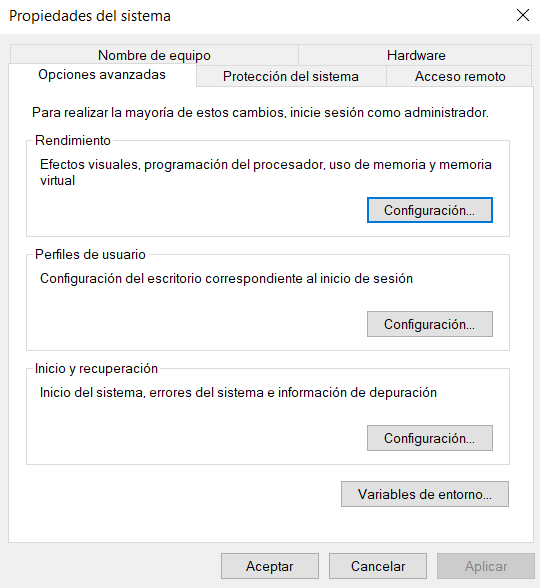 Propiedades del sistema
Nombre de equipo
Hardware
Opciones avanzadas
Protección del sistema
Acceso remoto
Para realizar la mayoría de estos cambios, inicie sesión como administrador.
Rendimiento
Efectos visuales, programación del procesador, uso de memoria y memoria
virtual
Configuración...
Perfiles de usuario
Configuración del escritorio correspondiente al inicio de sesión
Configuración...
Inicio y recuperación
Inicio del sistema, errores del sistema e información de depuración
Configuración...
Variables de entorno...
Aceptar
Cancelar
Aplicar